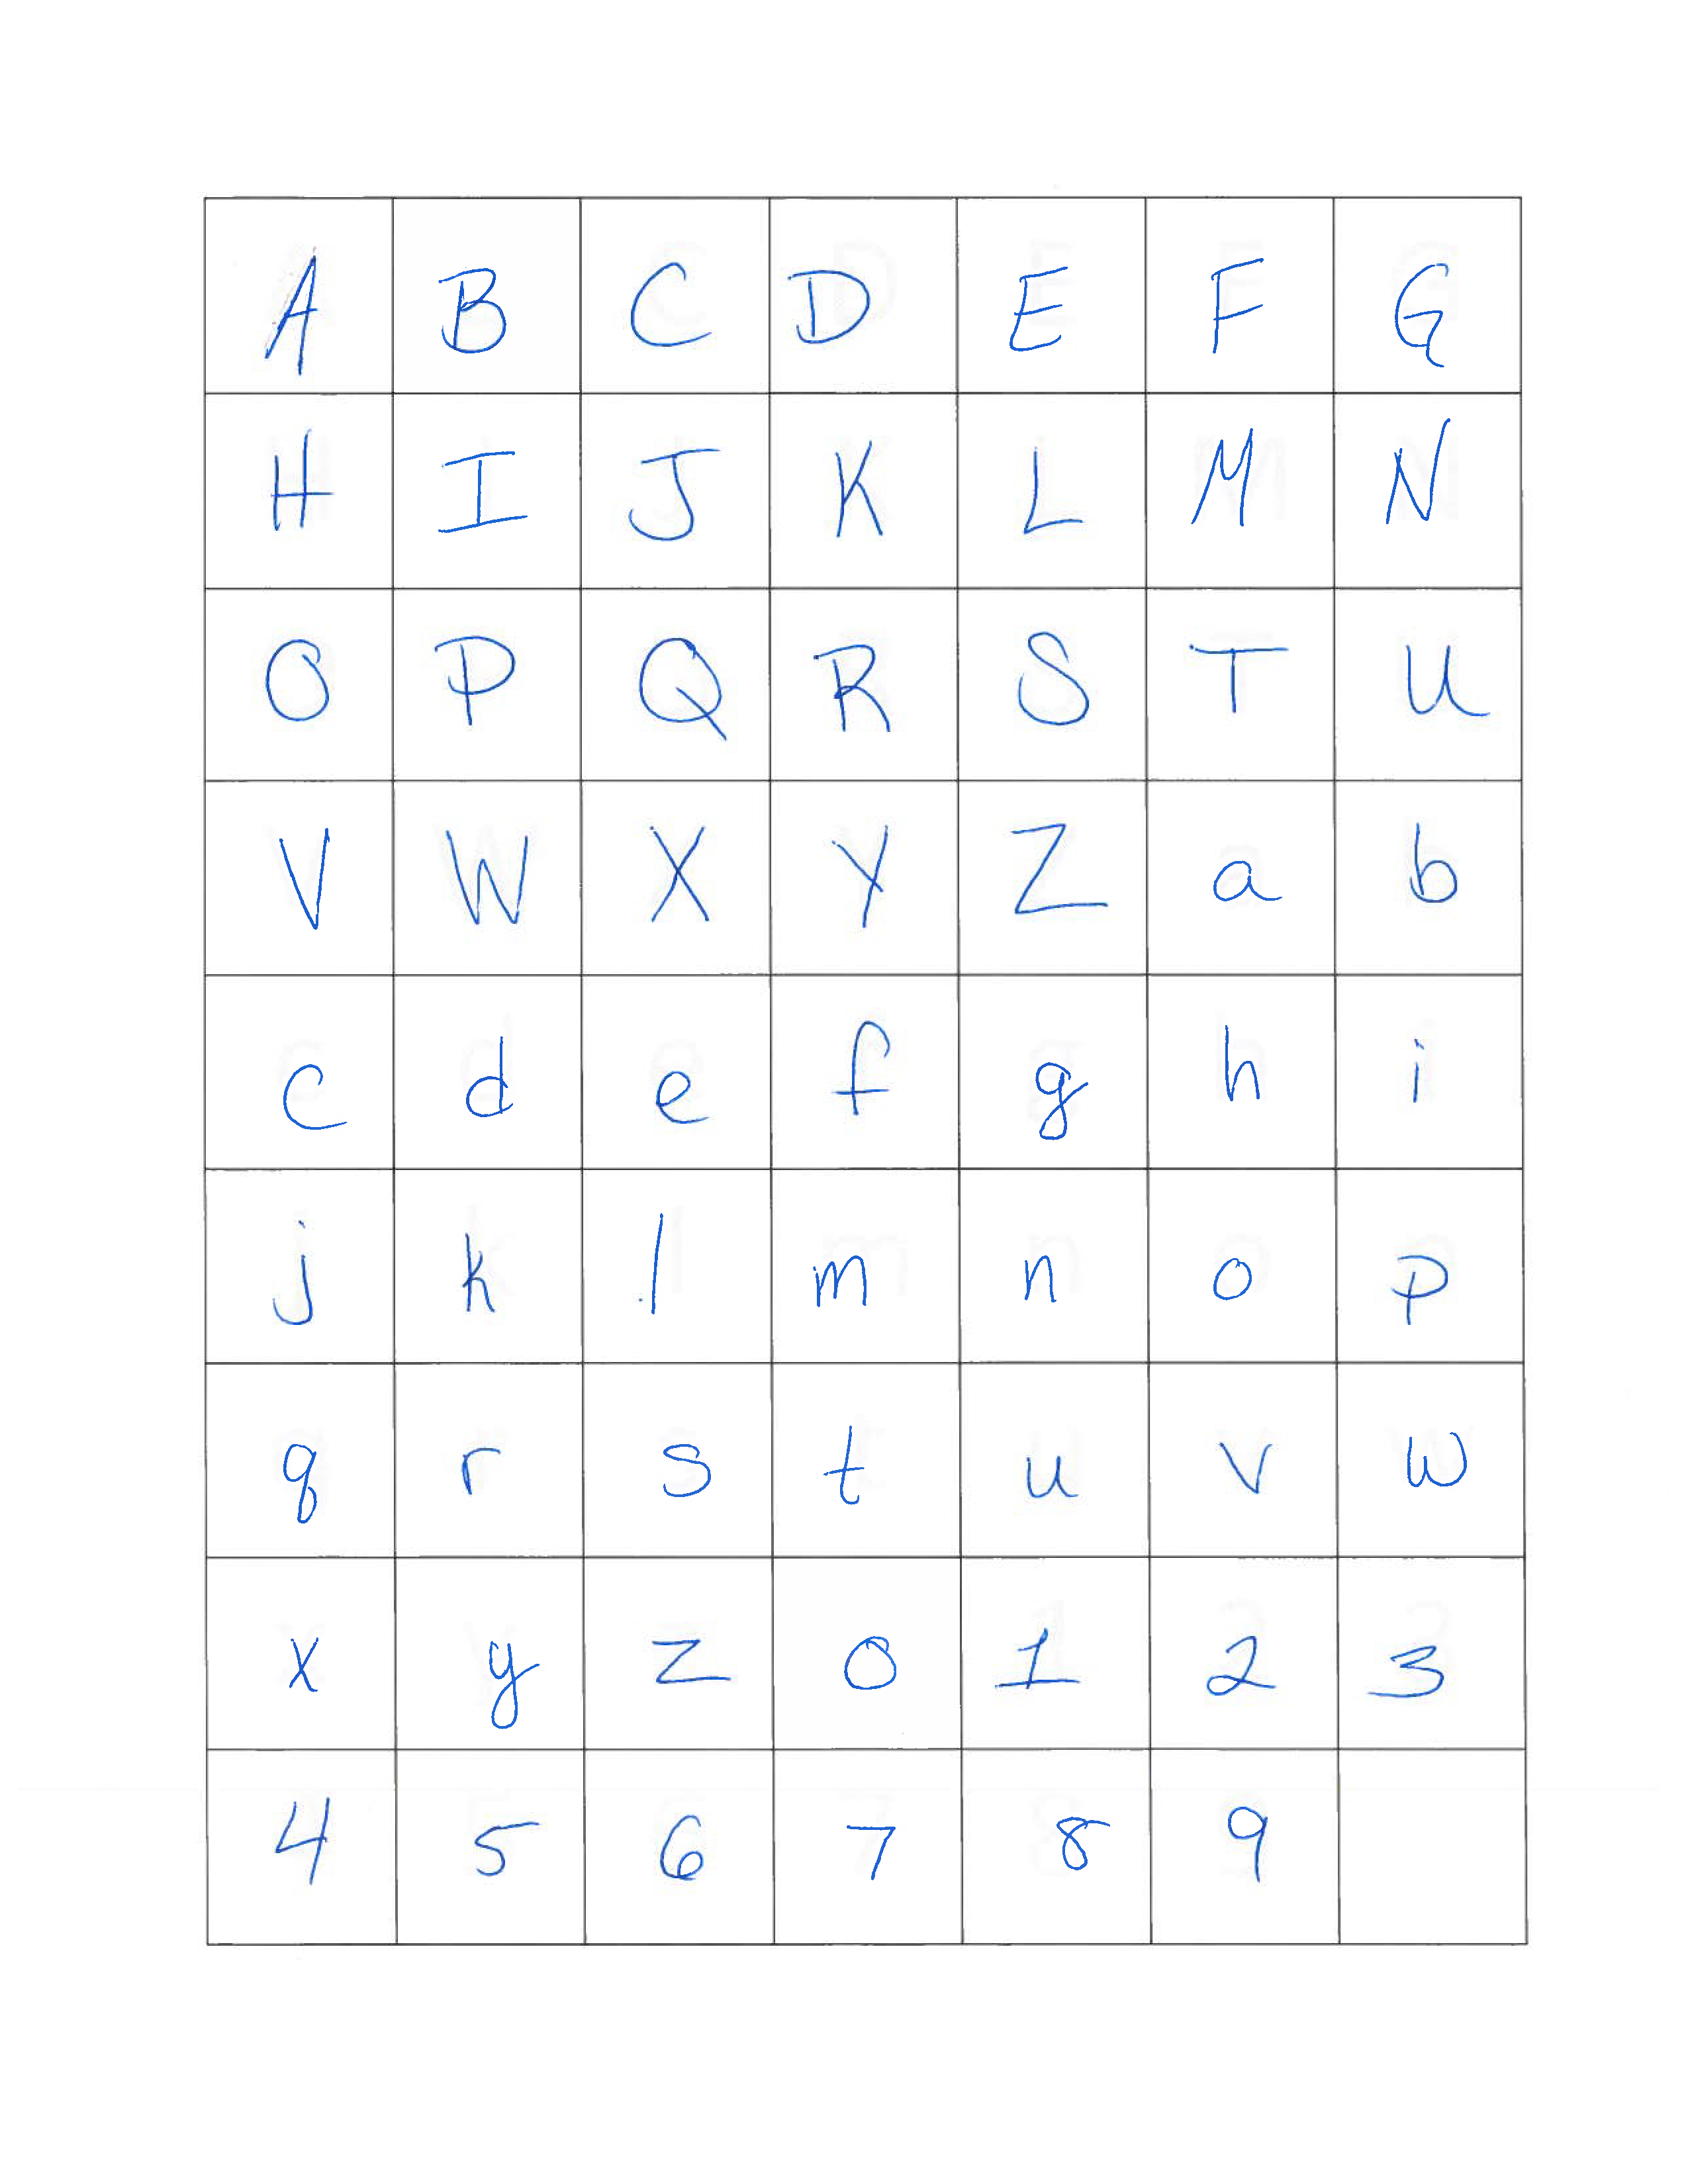 A B C D E F G
H I J K L M N
O P Q R S T U
V W X Y Z a b
c d e f g h i
j k l m n o p
q r s t u v w
x y z 0 1 2 3
4 5 6 7 8 9